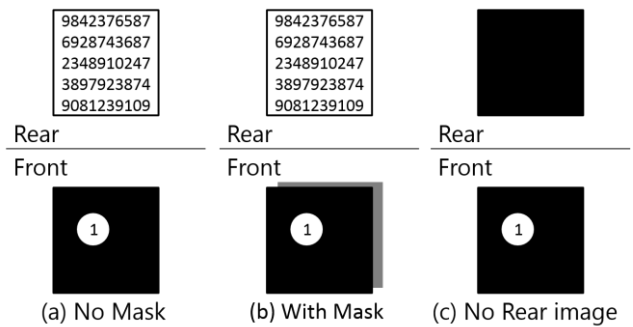 9842376587 9842376587
6928743687 6928743687
2348910247 2348910247
3897923874 3897923874
9081239109 9081239109
Rear Rear Rear
Front Front Front
1 1 1
(a) No Mask (b) With Mask (c) No Rear image